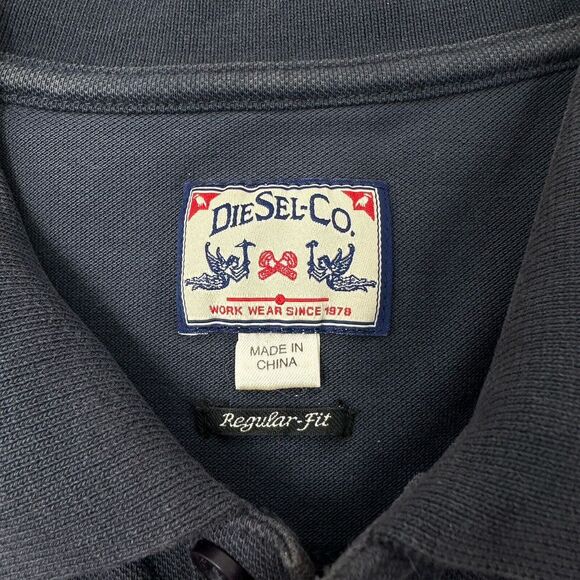 DIESEL-CO.
WORK WEAR SINCE 1978
MADE IN
CHINA
Regular-Fit